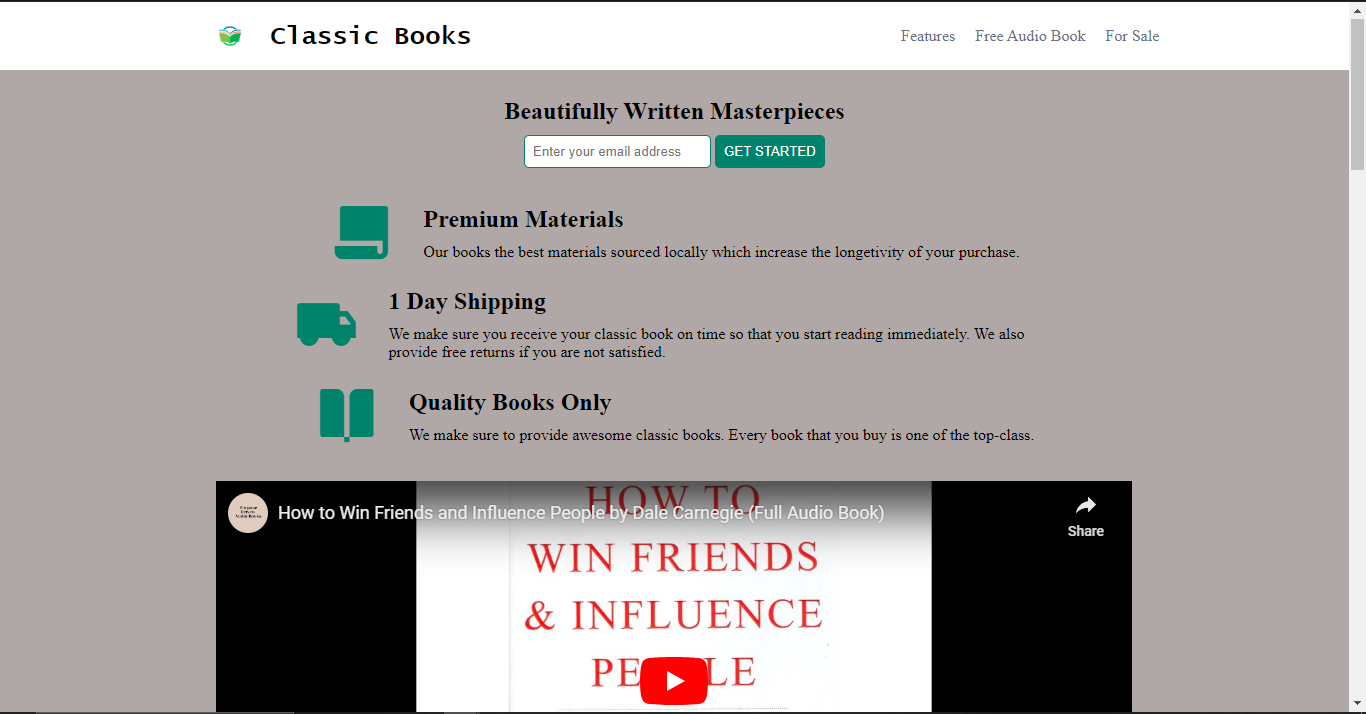 Classic Books
Features
Free Audio Book
For Sale
Beautifully Written Masterpieces
Enter your email address
GET STARTED
Premium Materials
Our books the best materials sourced locally which increase the longetivity of your purchase.
1 Day Shipping
We make sure you receive your classic book on time so that you start reading immediately. We also
provide free returns if you are not satisfied.
Quality Books Only
We make sure to provide awesome classic books. Every book that you buy is one of the top-class.
Purpose
Driven
Audio Books
How to Win Friends and Influence People by Dale Carnegie (Full Audio Book)
Share
HOW TO
WIN FRIENDS
& INFLUENCE